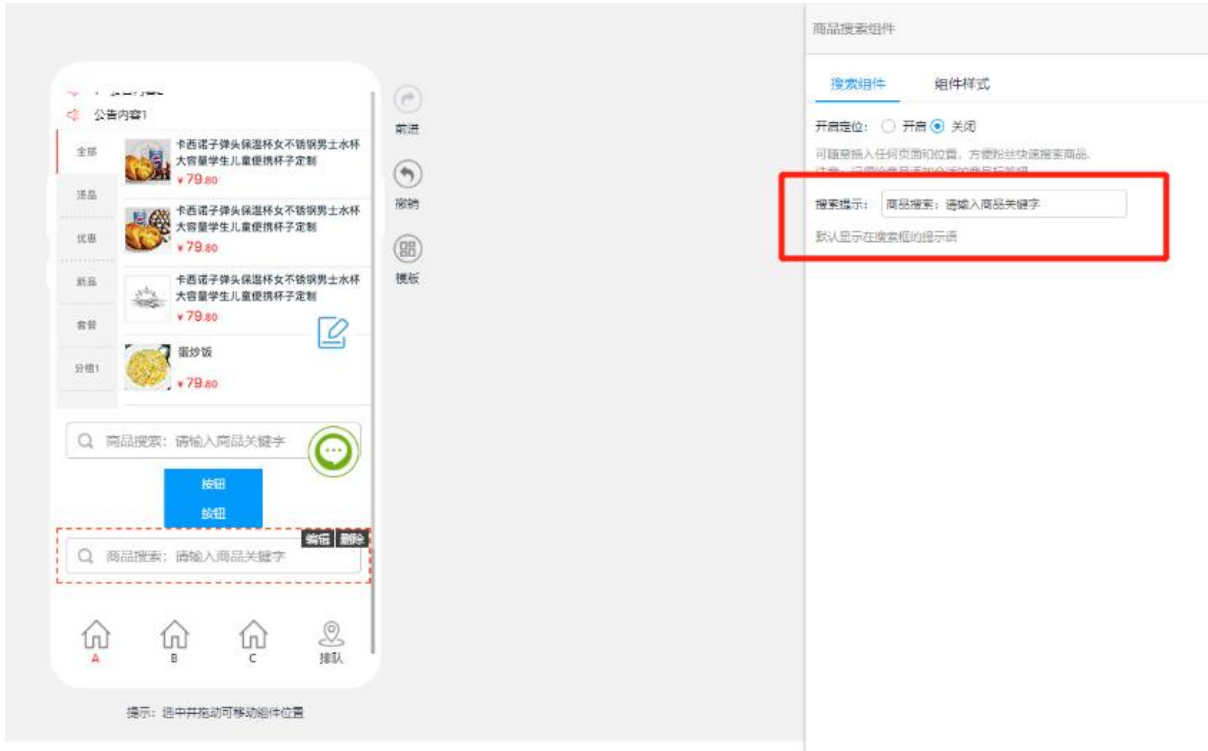 商品搜索组件
搜索组件 组件样式
开启定位： 开启 关闭
可随意插入任何页面和位置，方便粉丝快速搜索商品。
搜索提示： 商品搜索：请输入商品关键字
默认显示在搜索框的提示语
公告内容1
全部
汤品
优惠
新品
套餐
分组1
卡西诺子弹头保温杯女不锈钢男士水杯
大容量学生儿童便携杯子定制
¥79.80
卡西诺子弹头保温杯女不锈钢男士水杯
大容量学生儿童便携杯子定制
¥79.80
卡西诺子弹头保温杯女不锈钢男士水杯
大容量学生儿童便携杯子定制
¥79.80
蛋炒饭
¥79.80
前进
撤销
模板
商品搜索：请输入商品关键字
按钮
按钮
编辑 删除
商品搜索：请输入商品关键字
A B C 排队
提示：选中并拖动可移动组件位置